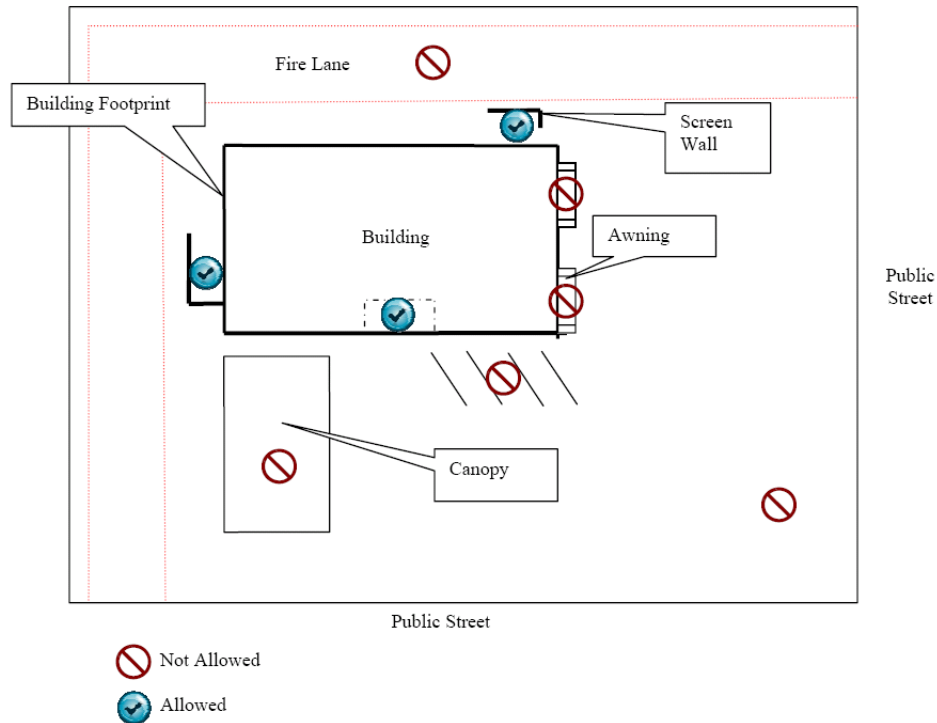 Fire Lane
Building Footprint
Screen
Wall
Building
Awning
Public
Street
Canopy
Public Street
Not Allowed
Allowed